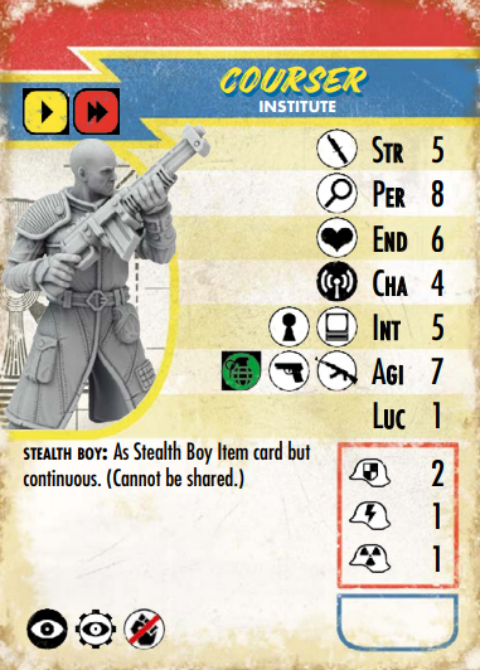 COURSER
INSTITUTE
STR 5
PER 8
END 6
CHA 4
INT 5
AGI 7
LUC 1
STEALTH BOY: As Stealth Boy Item card but
continuous. (Cannot be shared.)
2
1
1